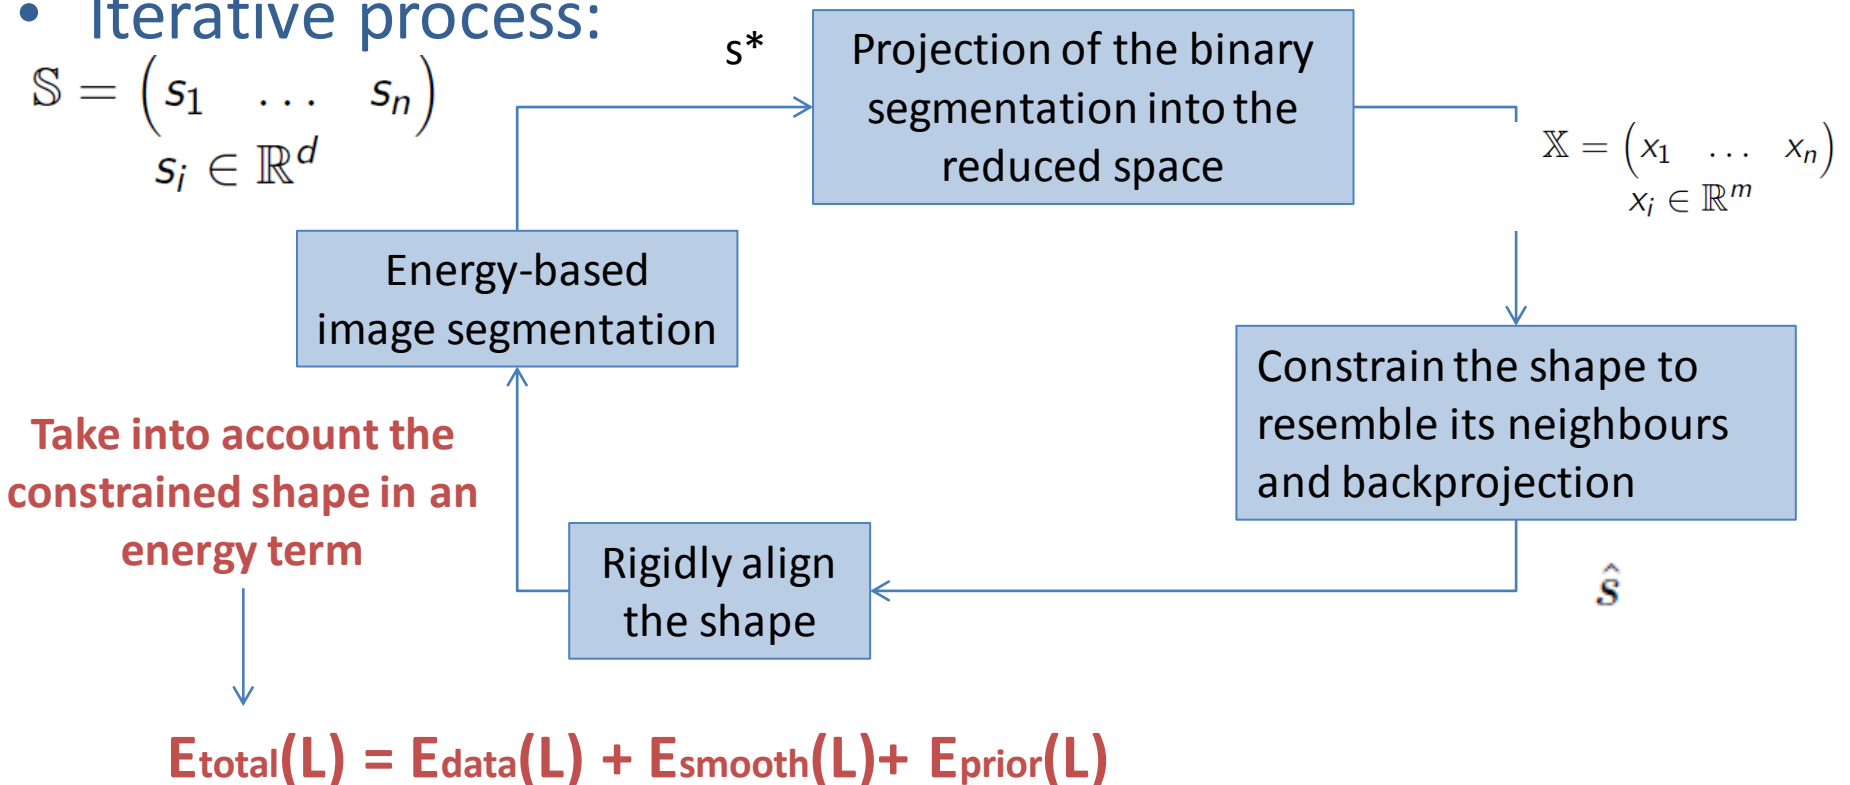 • Iterative process:
𝕊 = (s₁ … sₙ)
sᵢ ∈ ℝᵈ
s*
Projection of the binary
segmentation into the
reduced space
𝕏 = (x₁ … xₙ)
xᵢ ∈ ℝᵐ
Energy-based
image segmentation
Constrain the shape to
resemble its neighbours
and backprojection
Take into account the
constrained shape in an
energy term
Rigidly align
the shape
ŝ
Etotal(L) = Edata(L) + Esmooth(L)+ Eprior(L)